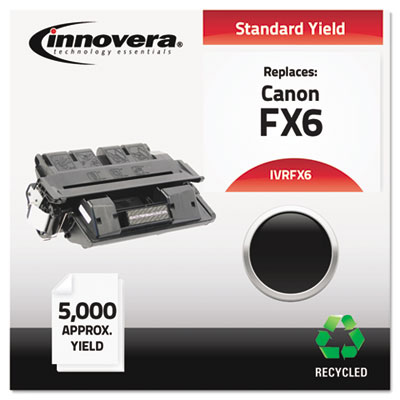 innovera
technology essentials
Standard Yield
Replaces:
Canon
FX6
IVRFX6
5,000
APPROX.
YIELD
RECYCLED